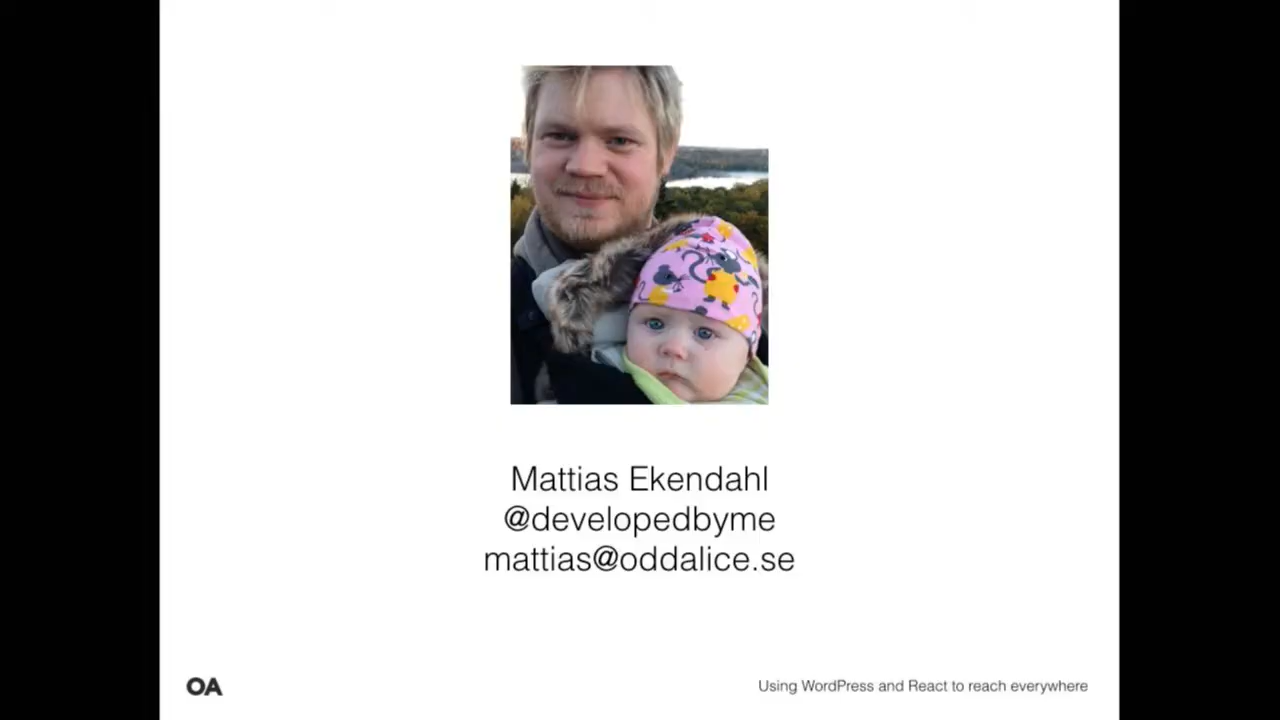 Mattias Ekendahl
@developedbyme
mattias@oddalice.se
OA
Using WordPress and React to reach everywhere